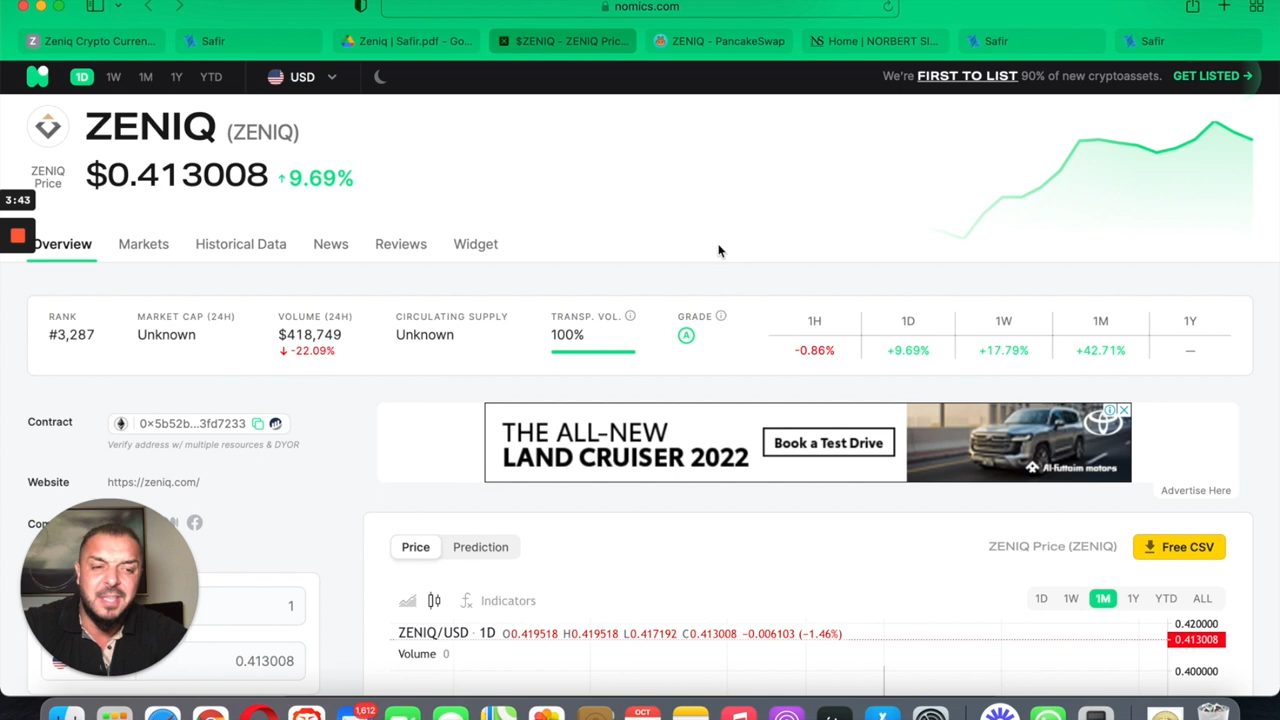 nomics.com
Z Zeniq Crypto Curren...
Safir
Zeniq | Safir.pdf - Go...
$ZENIQ - ZENIQ Pric...
ZENIQ - PancakeSwap
NS Home | NORBERT SI...
Safir
Safir
1D 1W 1M 1Y YTD
USD
We're FIRST TO LIST 90% of new cryptoassets. GET LISTED →
ZENIQ (ZENIQ)
ZENIQ Price
$0.413008 ↑9.69%
3:43
Overview Markets Historical Data News Reviews Widget
RANK MARKET CAP (24H) VOLUME (24H) CIRCULATING SUPPLY TRANSP. VOL. GRADE 1H 1D 1W 1M 1Y
#3,287 Unknown $418,749 Unknown 100% A
↓ -22.09% -0.86% +9.69% +17.79% +42.71% —
Contract 0×5b52b...3fd7233
Verify address w/ multiple resources & DYOR
THE ALL-NEW
LAND CRUISER 2022
Book a Test Drive
Al-Futtaim motors
Website https://zeniq.com/
Advertise Here
Price Prediction
ZENIQ Price (ZENIQ) Free CSV
Indicators
1D 1W 1M 1Y YTD ALL
1
ZENIQ/USD · 1D O0.419518 H0.419518 L0.417192 C0.413008 -0.006103 (-1.46%)
Volume 0
0.420000
0.413008
0.400000
0.413008
1,612
OCT